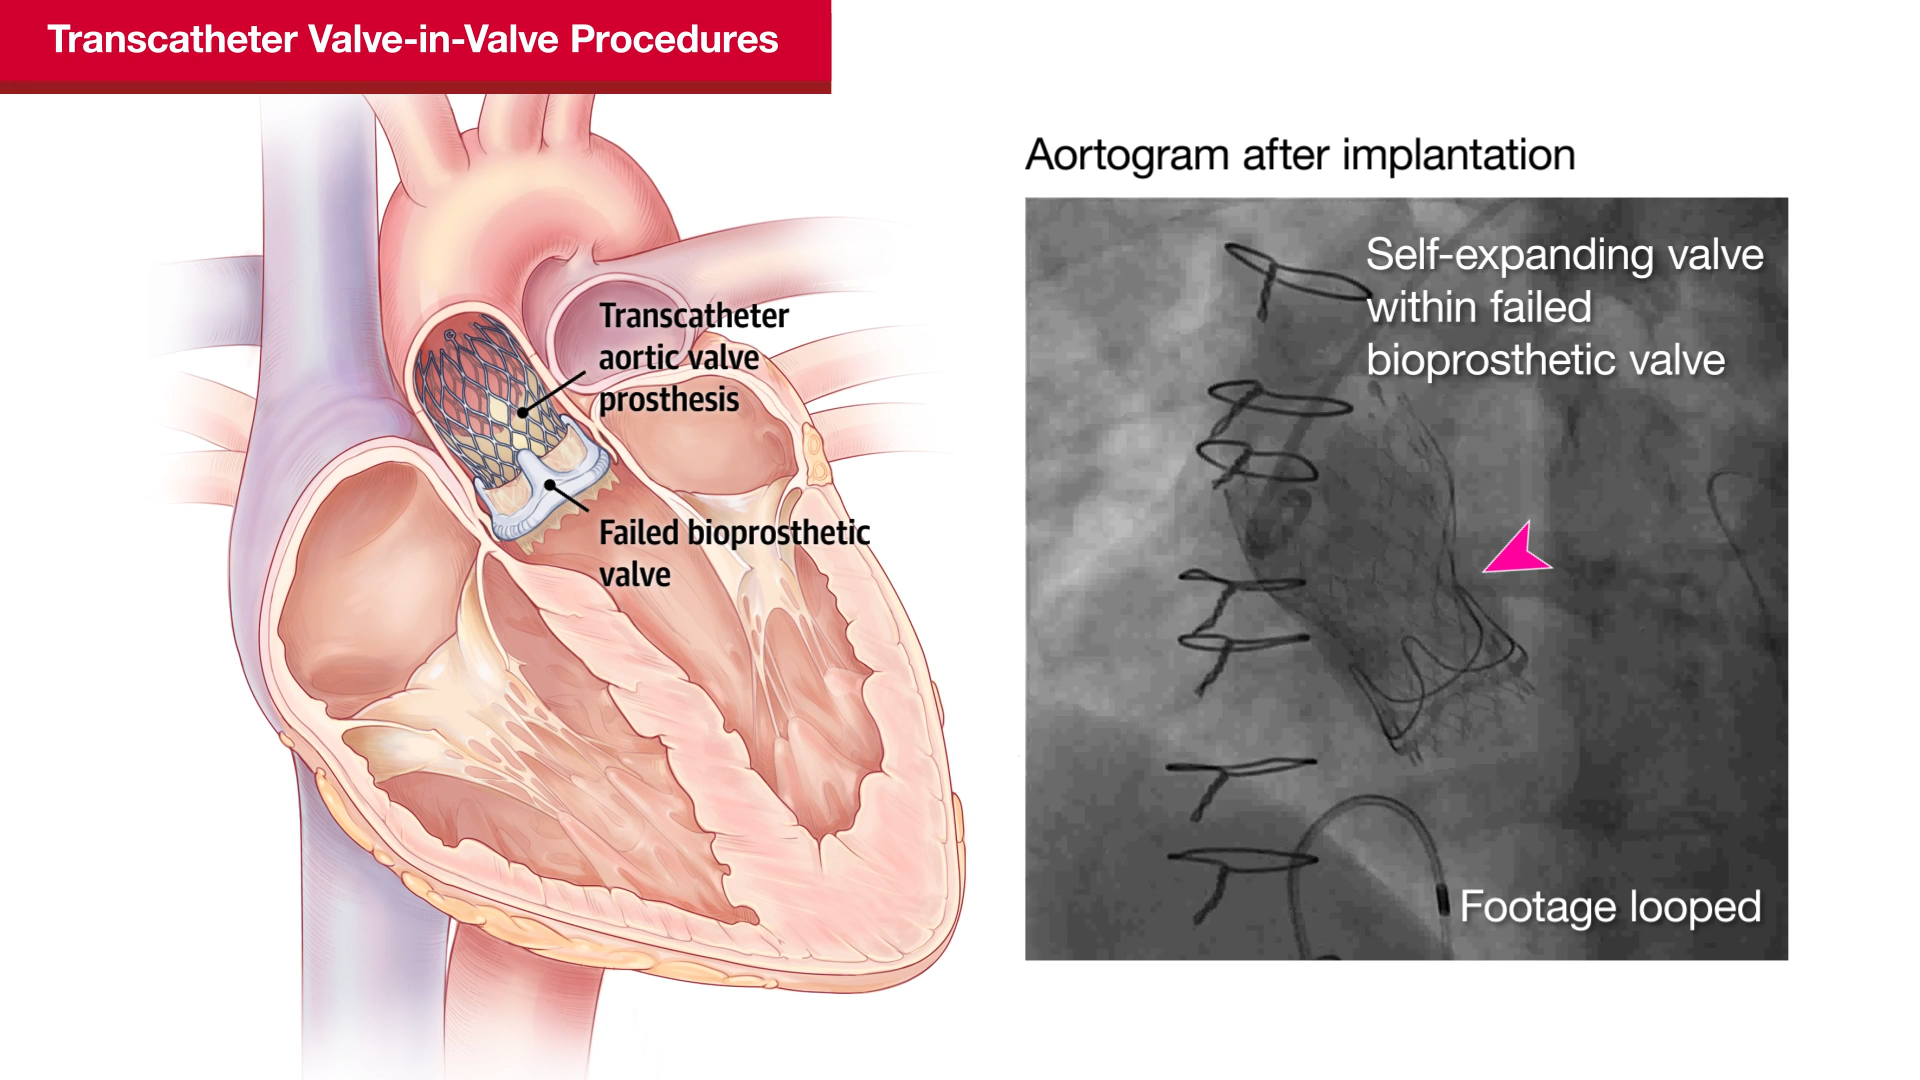 Transcatheter Valve-in-Valve Procedures
Transcatheter
aortic valve
prosthesis
Failed bioprosthetic
valve
Aortogram after implantation
Self-expanding valve
within failed
bioprosthetic valve
Footage looped